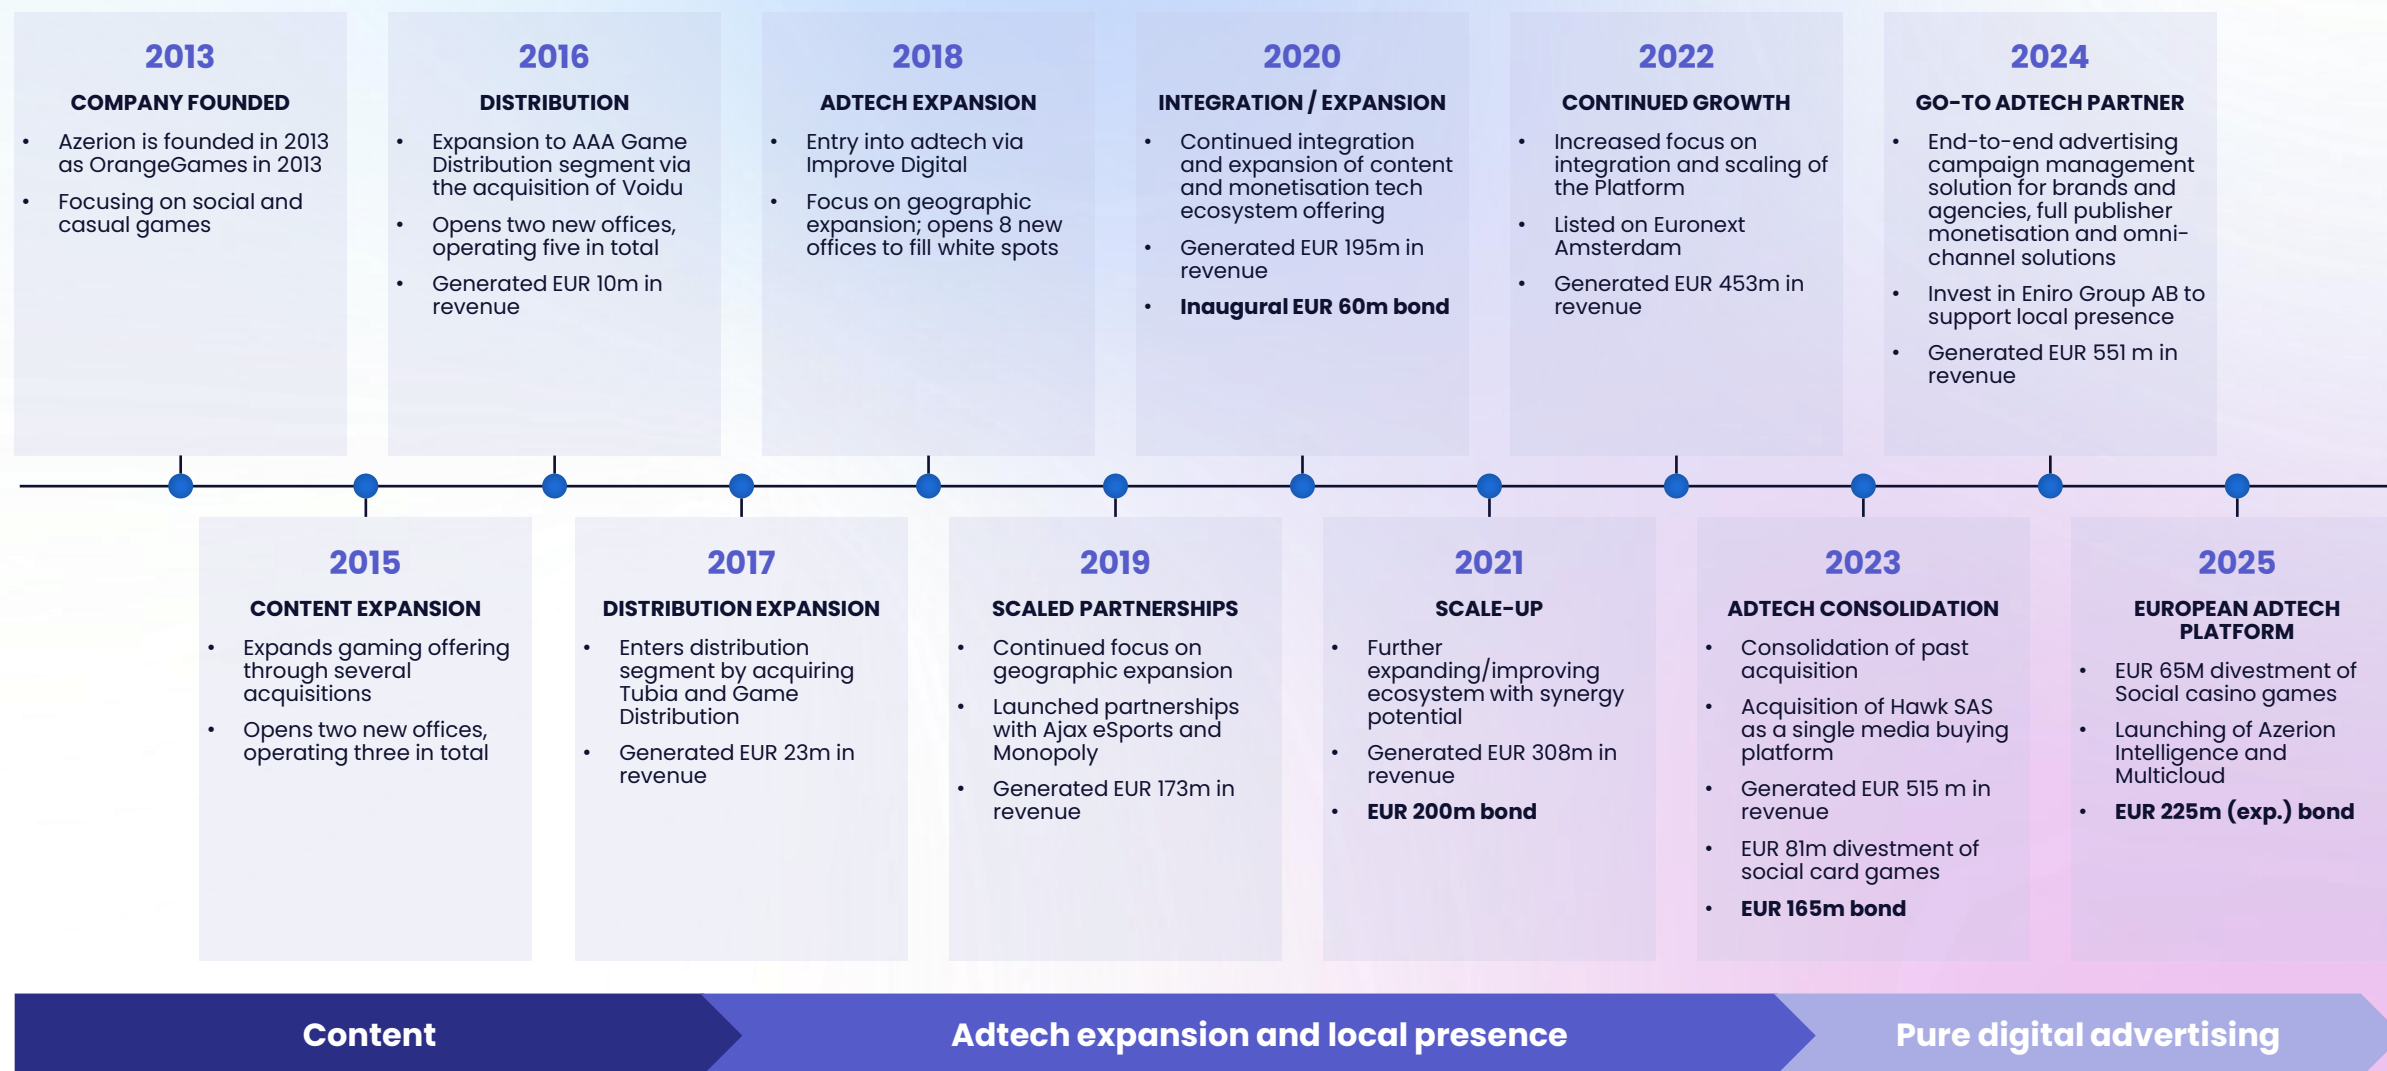 2013
COMPANY FOUNDED
• Azerion is founded in 2013
as OrangeGames in 2013
• Focusing on social and
casual games
2016
DISTRIBUTION
• Expansion to AAA Game
Distribution segment via
the acquisition of Voidu
• Opens two new offices,
operating five in total
• Generated EUR 10m in
revenue
2018
ADTECH EXPANSION
• Entry into adtech via
Improve Digital
• Focus on geographic
expansion; opens 8 new
offices to fill white spots
2020
INTEGRATION / EXPANSION
• Continued integration
and expansion of content
and monetisation tech
ecosystem offering
• Generated EUR 195m in
revenue
• Inaugural EUR 60m bond
2022
CONTINUED GROWTH
• Increased focus on
integration and scaling of
the Platform
• Listed on Euronext
Amsterdam
• Generated EUR 453m in
revenue
2024
GO-TO ADTECH PARTNER
• End-to-end advertising
campaign management
solution for brands and
agencies, full publisher
monetisation and omni-
channel solutions
• Invest in Eniro Group AB to
support local presence
• Generated EUR 551 m in
revenue
2015
CONTENT EXPANSION
• Expands gaming offering
through several
acquisitions
• Opens two new offices,
operating three in total
2017
DISTRIBUTION EXPANSION
• Enters distribution
segment by acquiring
Tubia and Game
Distribution
• Generated EUR 23m in
revenue
2019
SCALED PARTNERSHIPS
• Continued focus on
geographic expansion
• Launched partnerships
with Ajax eSports and
Monopoly
• Generated EUR 173m in
revenue
2021
SCALE-UP
• Further
expanding/improving
ecosystem with synergy
potential
• Generated EUR 308m in
revenue
• EUR 200m bond
2023
ADTECH CONSOLIDATION
• Consolidation of past
acquisition
• Acquisition of Hawk SAS
as a single media buying
platform
• Generated EUR 515 m in
revenue
• EUR 81m divestment of
social card games
• EUR 165m bond
2025
EUROPEAN ADTECH
PLATFORM
• EUR 65M divestment of
Social casino games
• Launching of Azerion
Intelligence and
Multicloud
• EUR 225m (exp.) bond
Content
Adtech expansion and local presence
Pure digital advertising